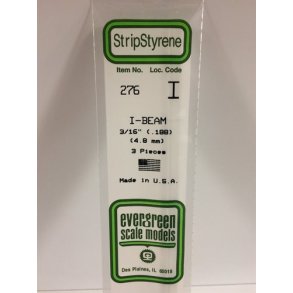 StripStyrene
Item No. Loc. Code
276 I
I-BEAM
3/16" (.188)
(4.8 mm)
3 Pieces
Made in U.S.A.
evergreen
scale models
Des Plaines, IL 60018